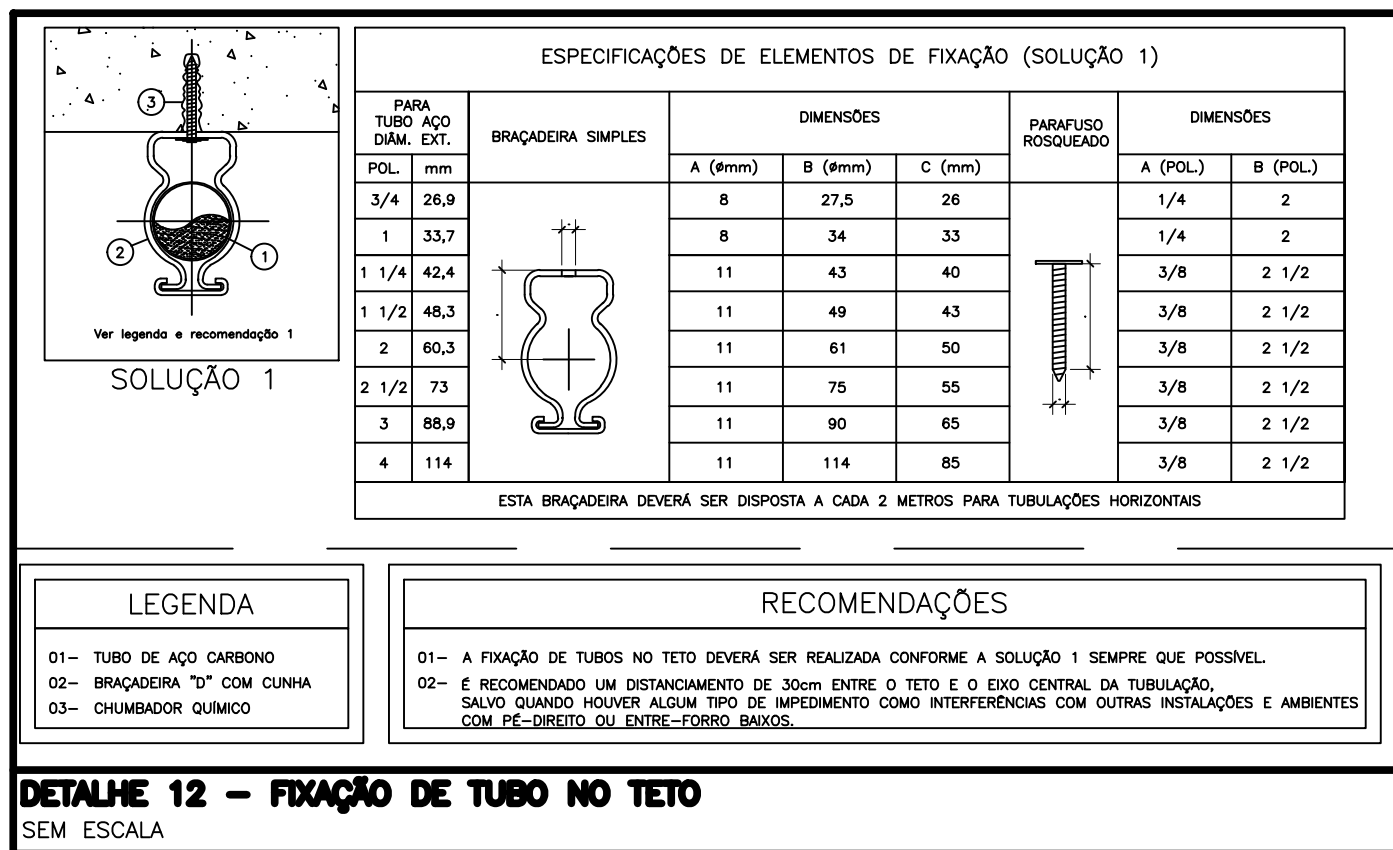 3
2
1
Ver legenda e recomendação 1
SOLUÇÃO 1
ESPECIFICAÇÕES DE ELEMENTOS DE FIXAÇÃO (SOLUÇÃO 1)
PARA
TUBO AÇO
DIÂM. EXT.
BRAÇADEIRA SIMPLES
DIMENSÕES
PARAFUSO
ROSQUEADO
DIMENSÕES
POL. mm A (ømm) B (ømm) C (mm) A (POL.) B (POL.)
3/4 26,9 8 27,5 26 1/4 2
1 33,7 8 34 33 1/4 2
1 1/4 42,4 11 43 40 3/8 2 1/2
1 1/2 48,3 11 49 43 3/8 2 1/2
2 60,3 11 61 50 3/8 2 1/2
2 1/2 73 11 75 55 3/8 2 1/2
3 88,9 11 90 65 3/8 2 1/2
4 114 11 114 85 3/8 2 1/2
ESTA BRAÇADEIRA DEVERÁ SER DISPOSTA A CADA 2 METROS PARA TUBULAÇÕES HORIZONTAIS
LEGENDA
01- TUBO DE AÇO CARBONO
02- BRAÇADEIRA "D" COM CUNHA
03- CHUMBADOR QUÍMICO
RECOMENDAÇÕES
01- A FIXAÇÃO DE TUBOS NO TETO DEVERÁ SER REALIZADA CONFORME A SOLUÇÃO 1 SEMPRE QUE POSSÍVEL.
02- É RECOMENDADO UM DISTANCIAMENTO DE 30cm ENTRE O TETO E O EIXO CENTRAL DA TUBULAÇÃO,
SALVO QUANDO HOUVER ALGUM TIPO DE IMPEDIMENTO COMO INTERFERÊNCIAS COM OUTRAS INSTALAÇÕES E AMBIENTES
COM PÉ-DIREITO OU ENTRE-FORRO BAIXOS.
DETALHE 12 - FIXAÇÃO DE TUBO NO TETO
SEM ESCALA